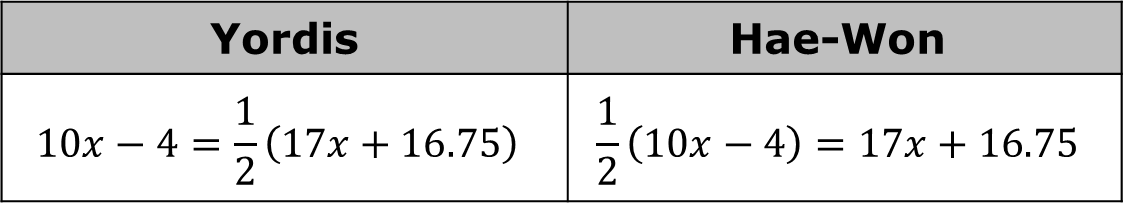 Yordis Hae-Won
10𝑥 − 4 = 1/2 (17𝑥 + 16.75) 1/2 (10𝑥 − 4) = 17𝑥 + 16.75